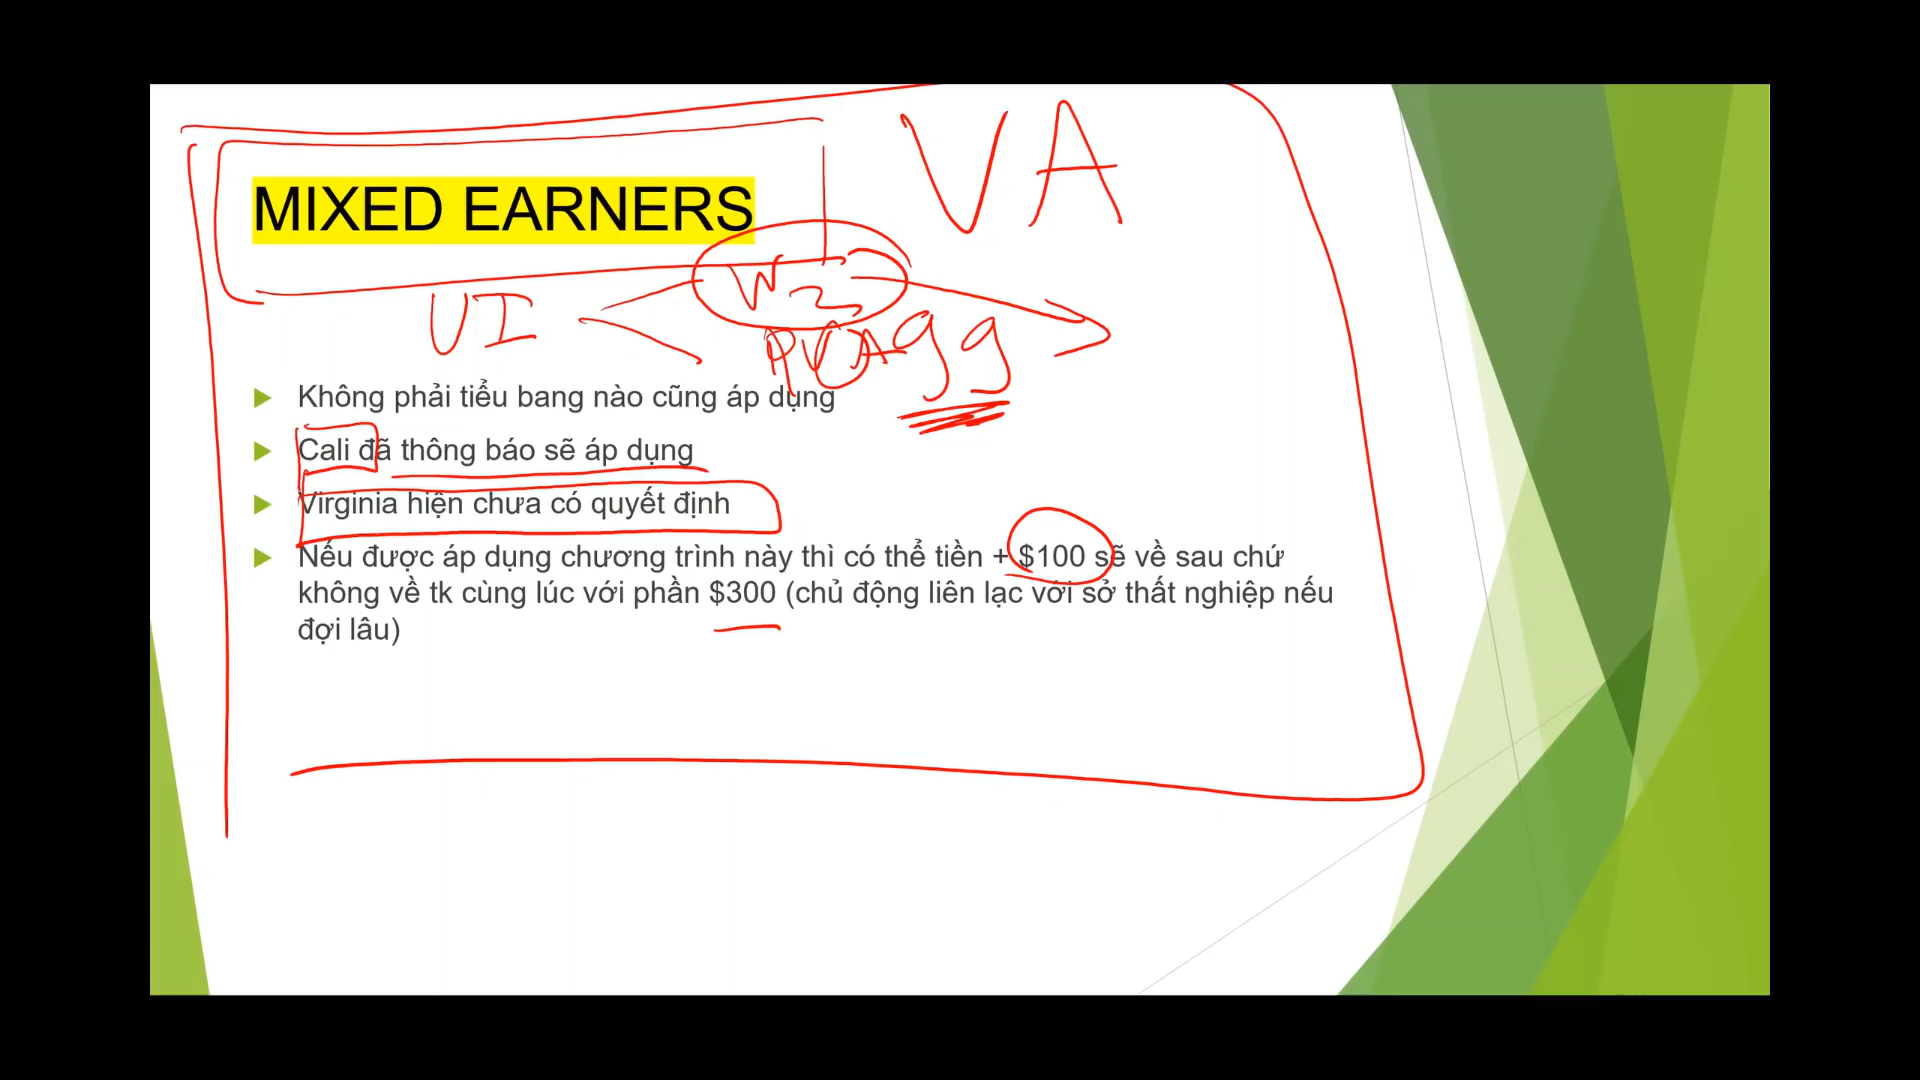 VA
MIXED EARNERS
W2
UI
PUA 99
Không phải tiểu bang nào cũng áp dụng
Cali đã thông báo sẽ áp dụng
Virginia hiện chưa có quyết định
Nếu được áp dụng chương trình này thì có thể tiền + $100 sẽ về sau chứ
không về tk cùng lúc với phần $300 (chủ động liên lạc với sở thất nghiệp nếu
đợi lâu)